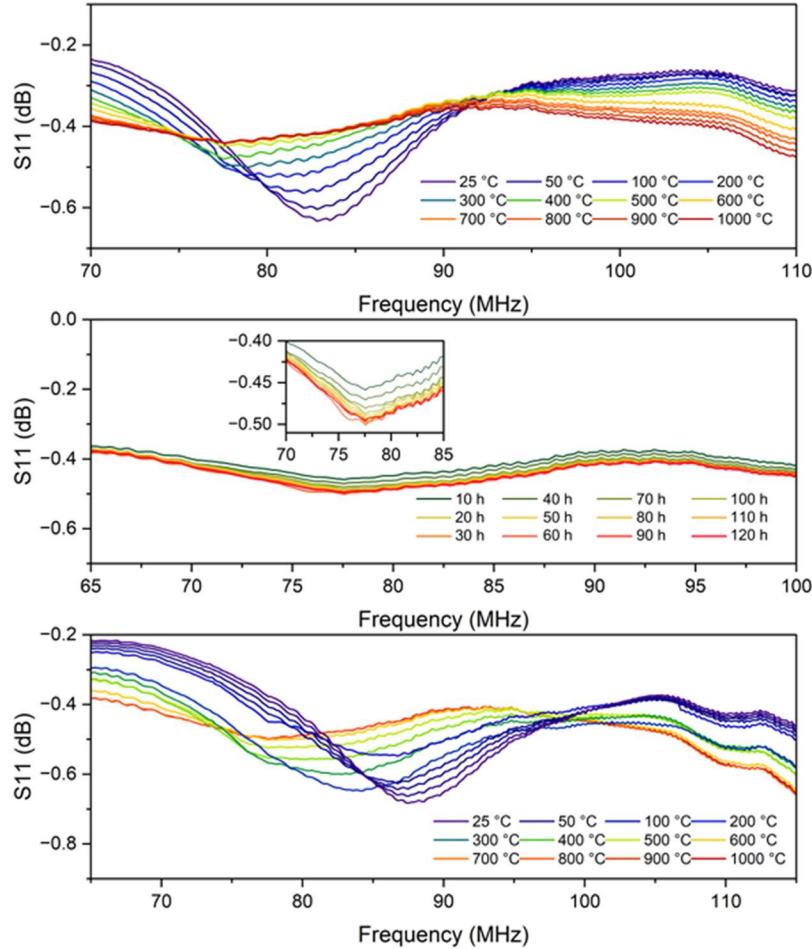 S11 (dB)
−0.2
−0.4
−0.6
25 °C 50 °C 100 °C 200 °C
300 °C 400 °C 500 °C 600 °C
700 °C 800 °C 900 °C 1000 °C
70 80 90 100 110
Frequency (MHz)
S11 (dB)
0.0
−0.2
−0.4
−0.6
−0.40
−0.45
−0.50
70 73 75 78 80 83 85
10 h 40 h 70 h 100 h
20 h 50 h 80 h 110 h
30 h 60 h 90 h 120 h
65 70 75 80 85 90 95 100
Frequency (MHz)
S11 (dB)
−0.2
−0.4
−0.6
−0.8
25 °C 50 °C 100 °C 200 °C
300 °C 400 °C 500 °C 600 °C
700 °C 800 °C 900 °C 1000 °C
70 80 90 100 110
Frequency (MHz)